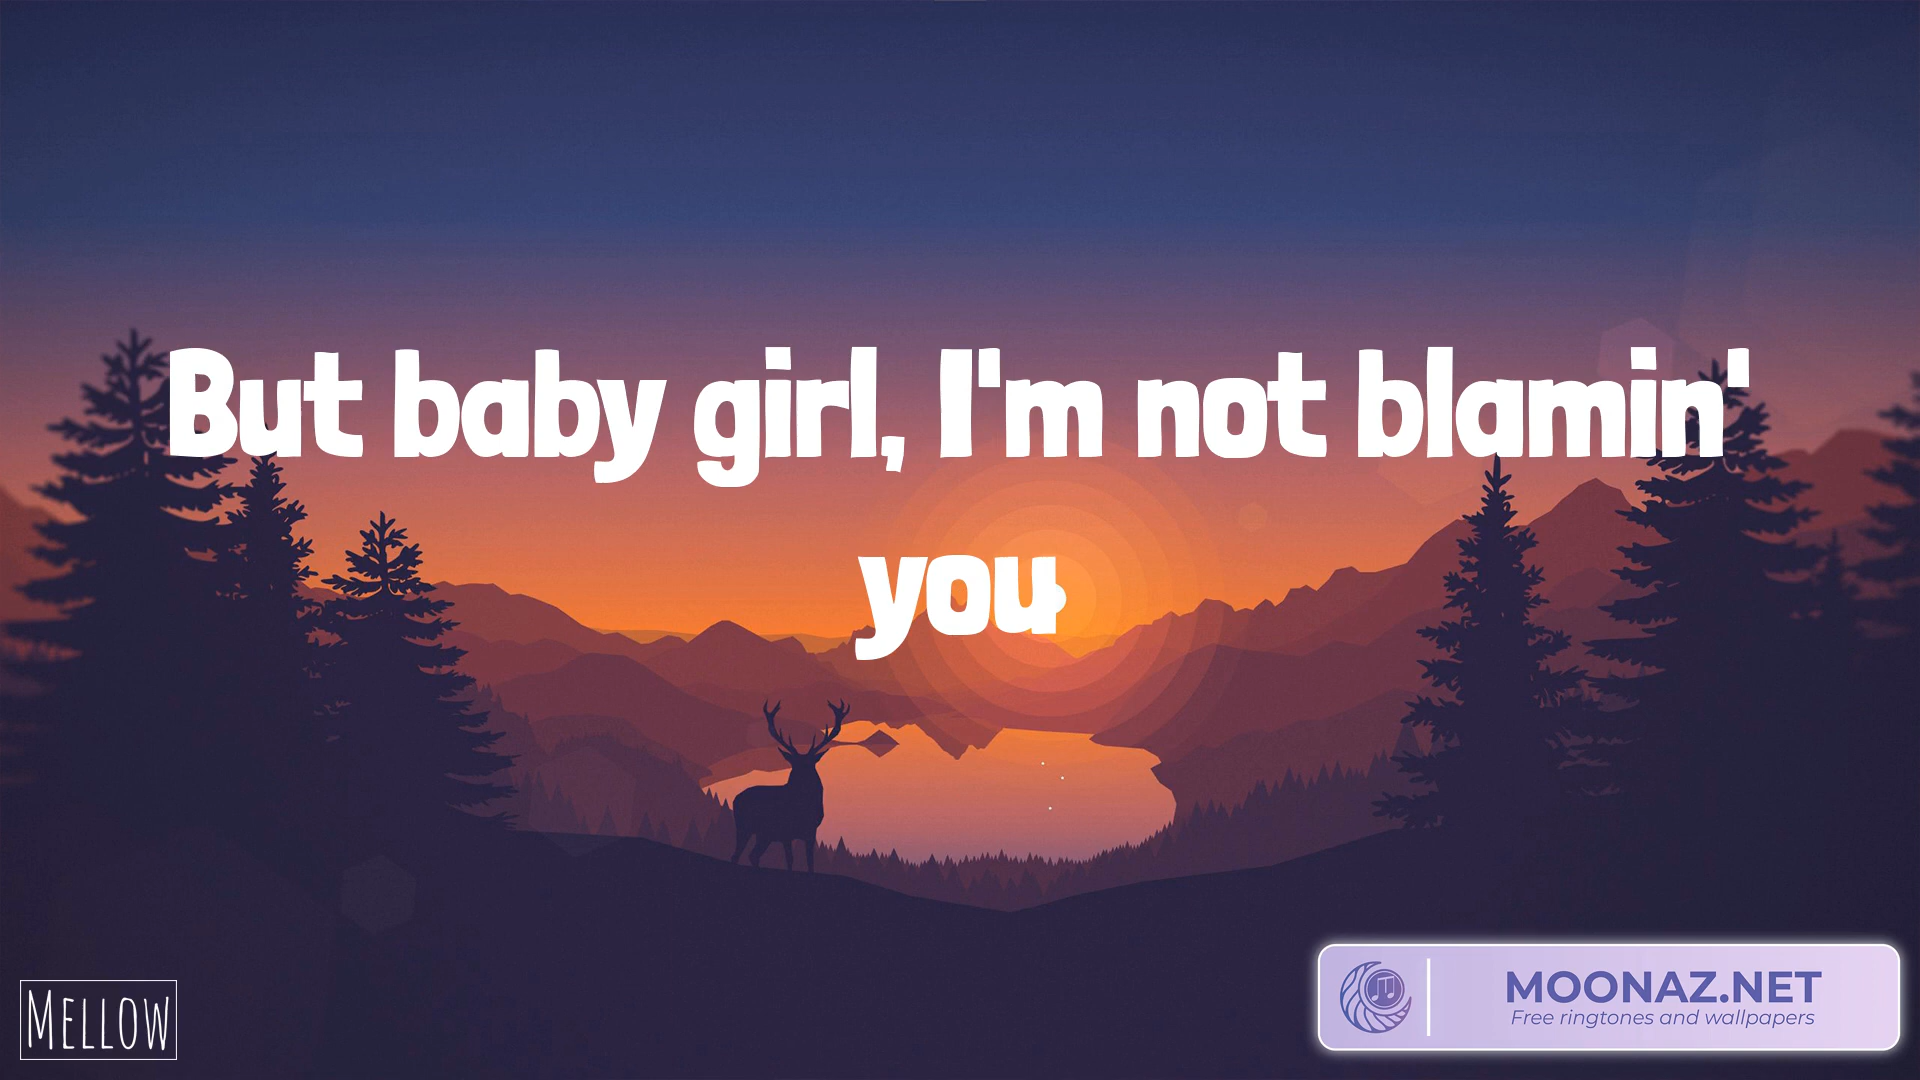 But baby girl, I'm not blamin'
you
MELLOW
MOONAZ.NET
Free ringtones and wallpapers